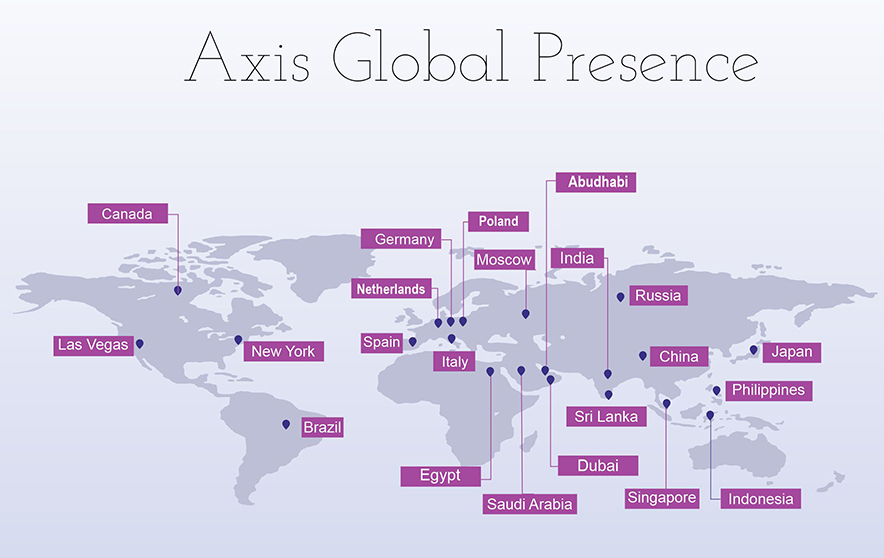 Axis Global Presence
Abudhabi
Canada
Poland
Germany
Moscow
India
Netherlands
Russia
Las Vegas
New York
Spain
Italy
China
Japan
Philippines
Sri Lanka
Brazil
Egypt
Dubai
Saudi Arabia
Singapore
Indonesia